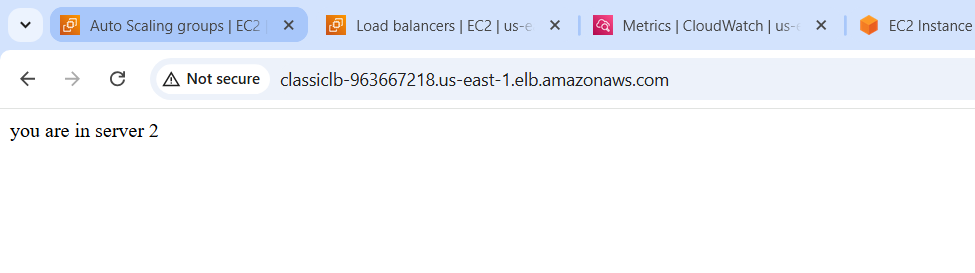 Auto Scaling groups | EC2 |
Load balancers | EC2 | us-e
Metrics | CloudWatch | us-e
EC2 Instance
Not secure
classiclb-963667218.us-east-1.elb.amazonaws.com
you are in server 2